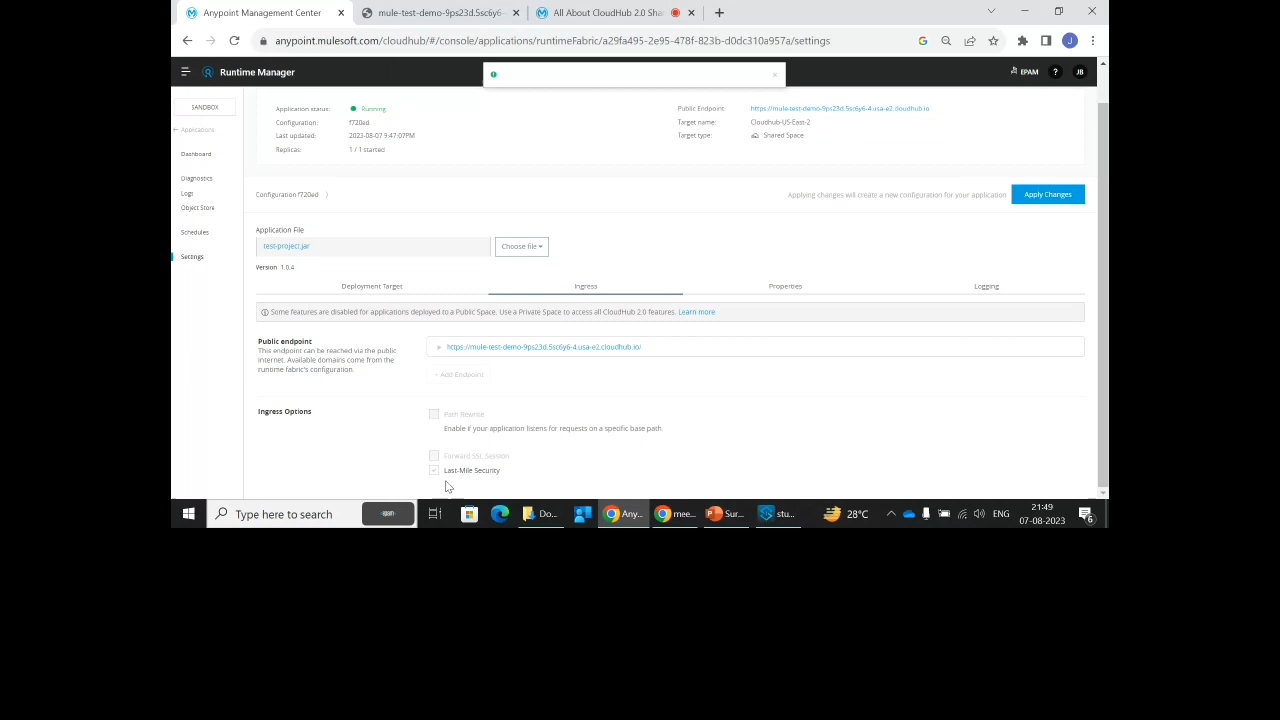 Anypoint Management Center
mule-test-demo-9ps23d.5sc6y6-
All About CloudHub 2.0 Sha
anypoint.mulesoft.com/cloudhub/#/console/applications/runtimeFabric/a29fa495-2e95-478f-823b-d0dc310a957a/settings
J
Runtime Manager
EPAM
?
JB
SANDBOX
Applications
Dashboard
Diagnostics
Logs
Object Store
Schedules
Settings
Application status: Running
Configuration: f720ed
Last updated: 2023-08-07 9:47:07PM
Replicas: 1 / 1 started
Public Endpoint: https://mule-test-demo-9ps23d.5sc6y6-4.usa-e2.cloudhub.io
Target name: Cloudhub-US-East-2
Target type: Shared Space
Configuration f720ed
Applying changes will create a new configuration for your application
Apply Changes
Application File
test-project.jar
Choose file
Version 1.0.4
Deployment Target
Ingress
Properties
Logging
Some features are disabled for applications deployed to a Public Space. Use a Private Space to access all CloudHub 2.0 features. Learn more
Public endpoint
This endpoint can be reached via the public
internet. Available domains come from the
runtime fabric's configuration.
https://mule-test-demo-9ps23d.5sc6y6-4.usa-e2.cloudhub.io/
+ Add Endpoint
Ingress Options
Path Rewrite
Enable if your application listens for requests on a specific base path.
Forward SSL Session
Last-Mile Security
Type here to search
Do...
Any...
mee...
Sur...
stu...
28°C
ENG
21:49
07-08-2023
6